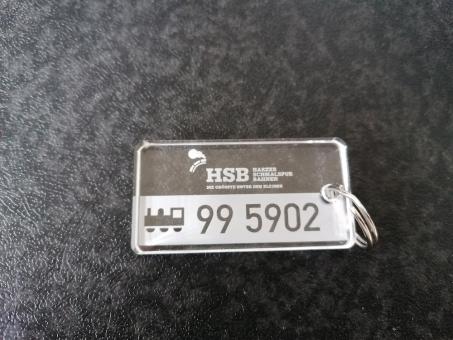 HSB HARZER
SCHMALSPUR
BAHNEN
DIE GRÖSSTE UNTER DEN KLEINEN
99 5902